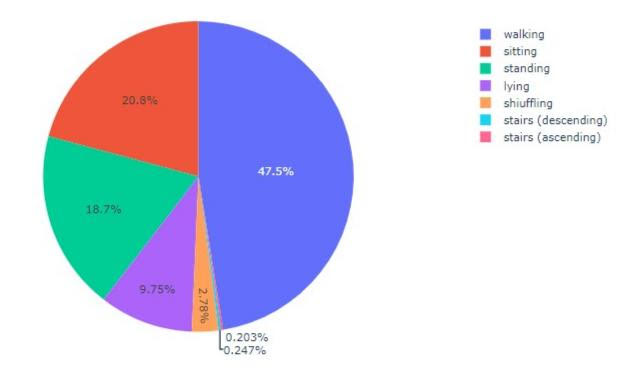 walking
sitting
standing
lying
shiuffling
stairs (descending)
stairs (ascending)
20.8%
47.5%
18.7%
9.75%
2.78%
0.203%
0.247%